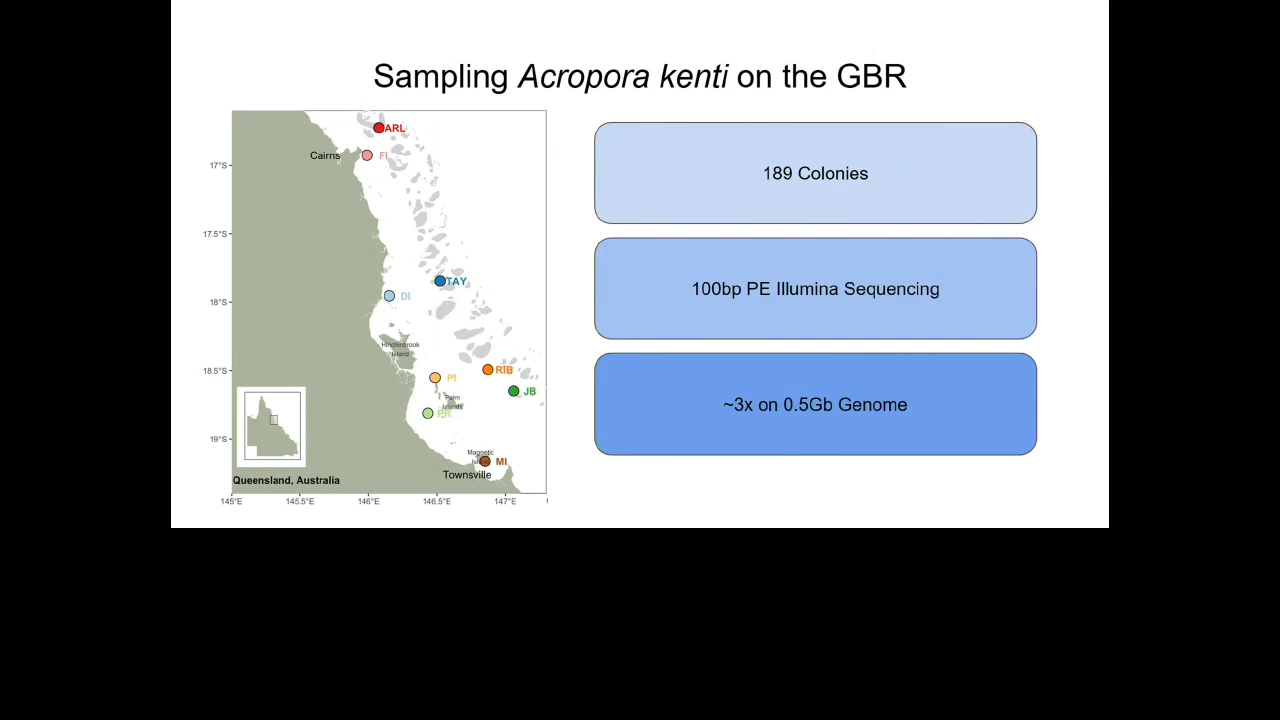 Sampling Acropora kenti on the GBR
ARL
Cairns
FI
17°S
17.5°S
TAY
DI
18°S
Hinchinbrook
Island
RIB
18.5°S
PI
JB
Palm
Islands
PR
19°S
Magnetic
Island
MI
Townsville
Queensland, Australia
145°E
145.5°E
146°E
146.5°E
147°E
189 Colonies
100bp PE Illumina Sequencing
~3x on 0.5Gb Genome